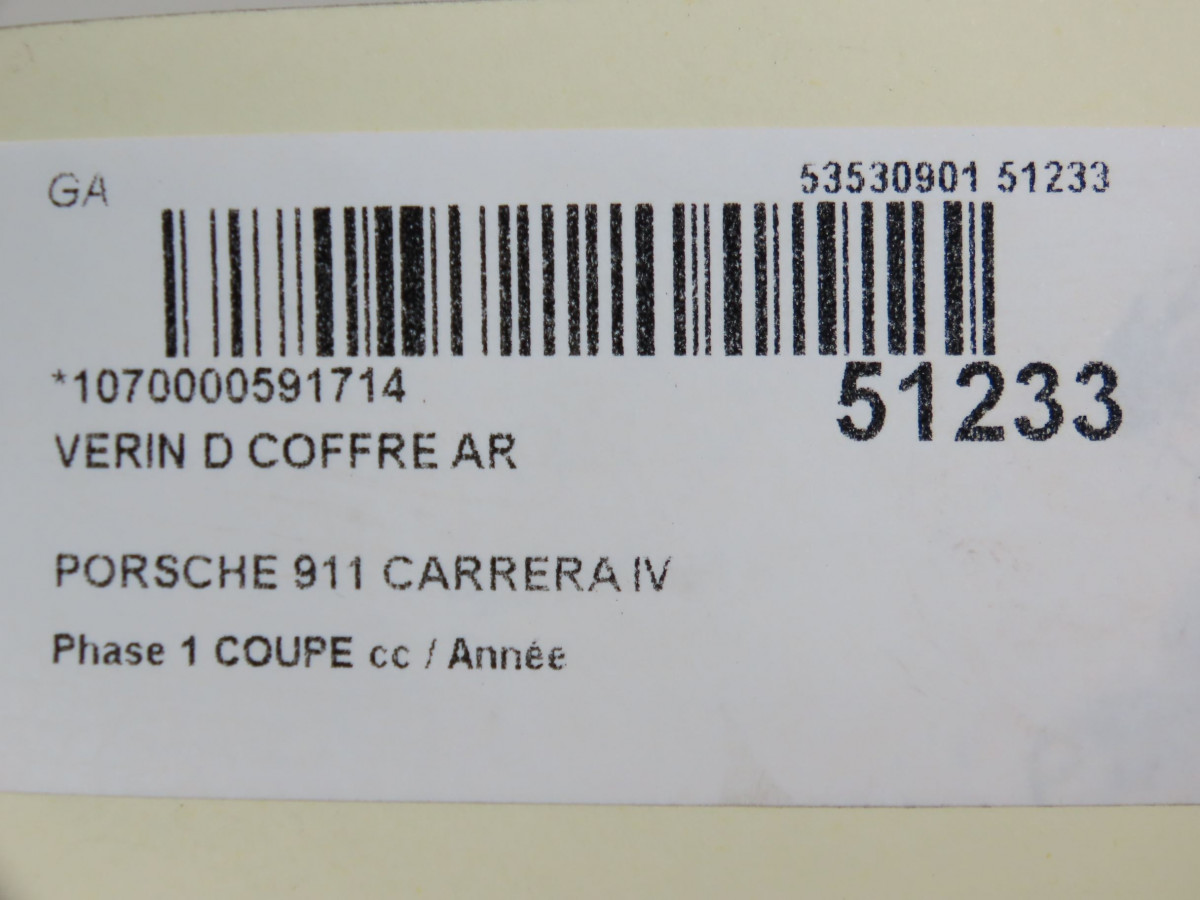 GA
53530901 51233
*1070000591714
51233
VERIN D COFFRE AR
PORSCHE 911 CARRERA IV
Phase 1 COUPE cc / Année